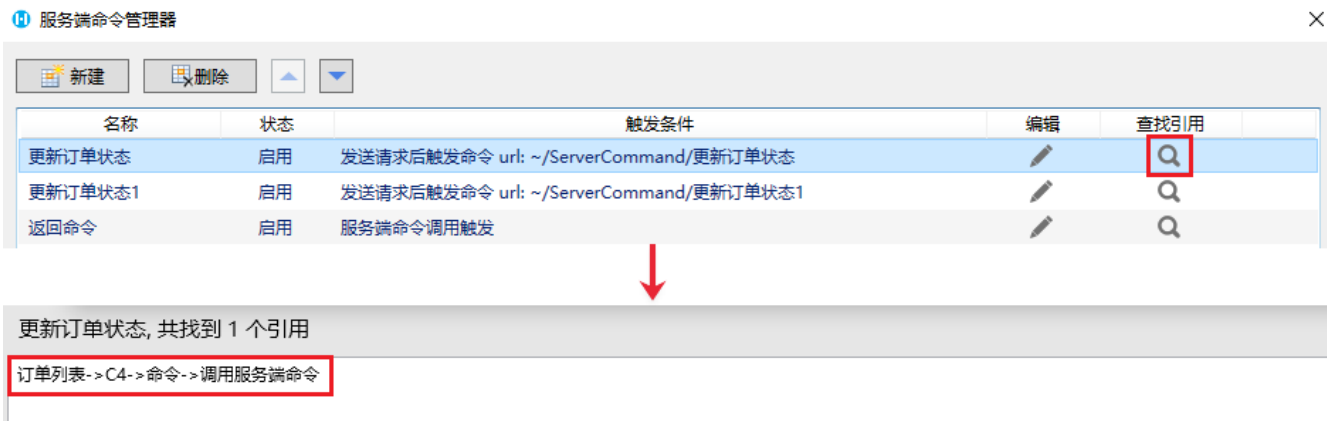 服务端命令管理器
新建 删除
名称 状态 触发条件 编辑 查找引用
更新订单状态 启用 发送请求后触发命令 url: ~/ServerCommand/更新订单状态
更新订单状态1 启用 发送请求后触发命令 url: ~/ServerCommand/更新订单状态1
返回命令 启用 服务端命令调用触发
更新订单状态, 共找到 1 个引用
订单列表->C4->命令->调用服务端命令